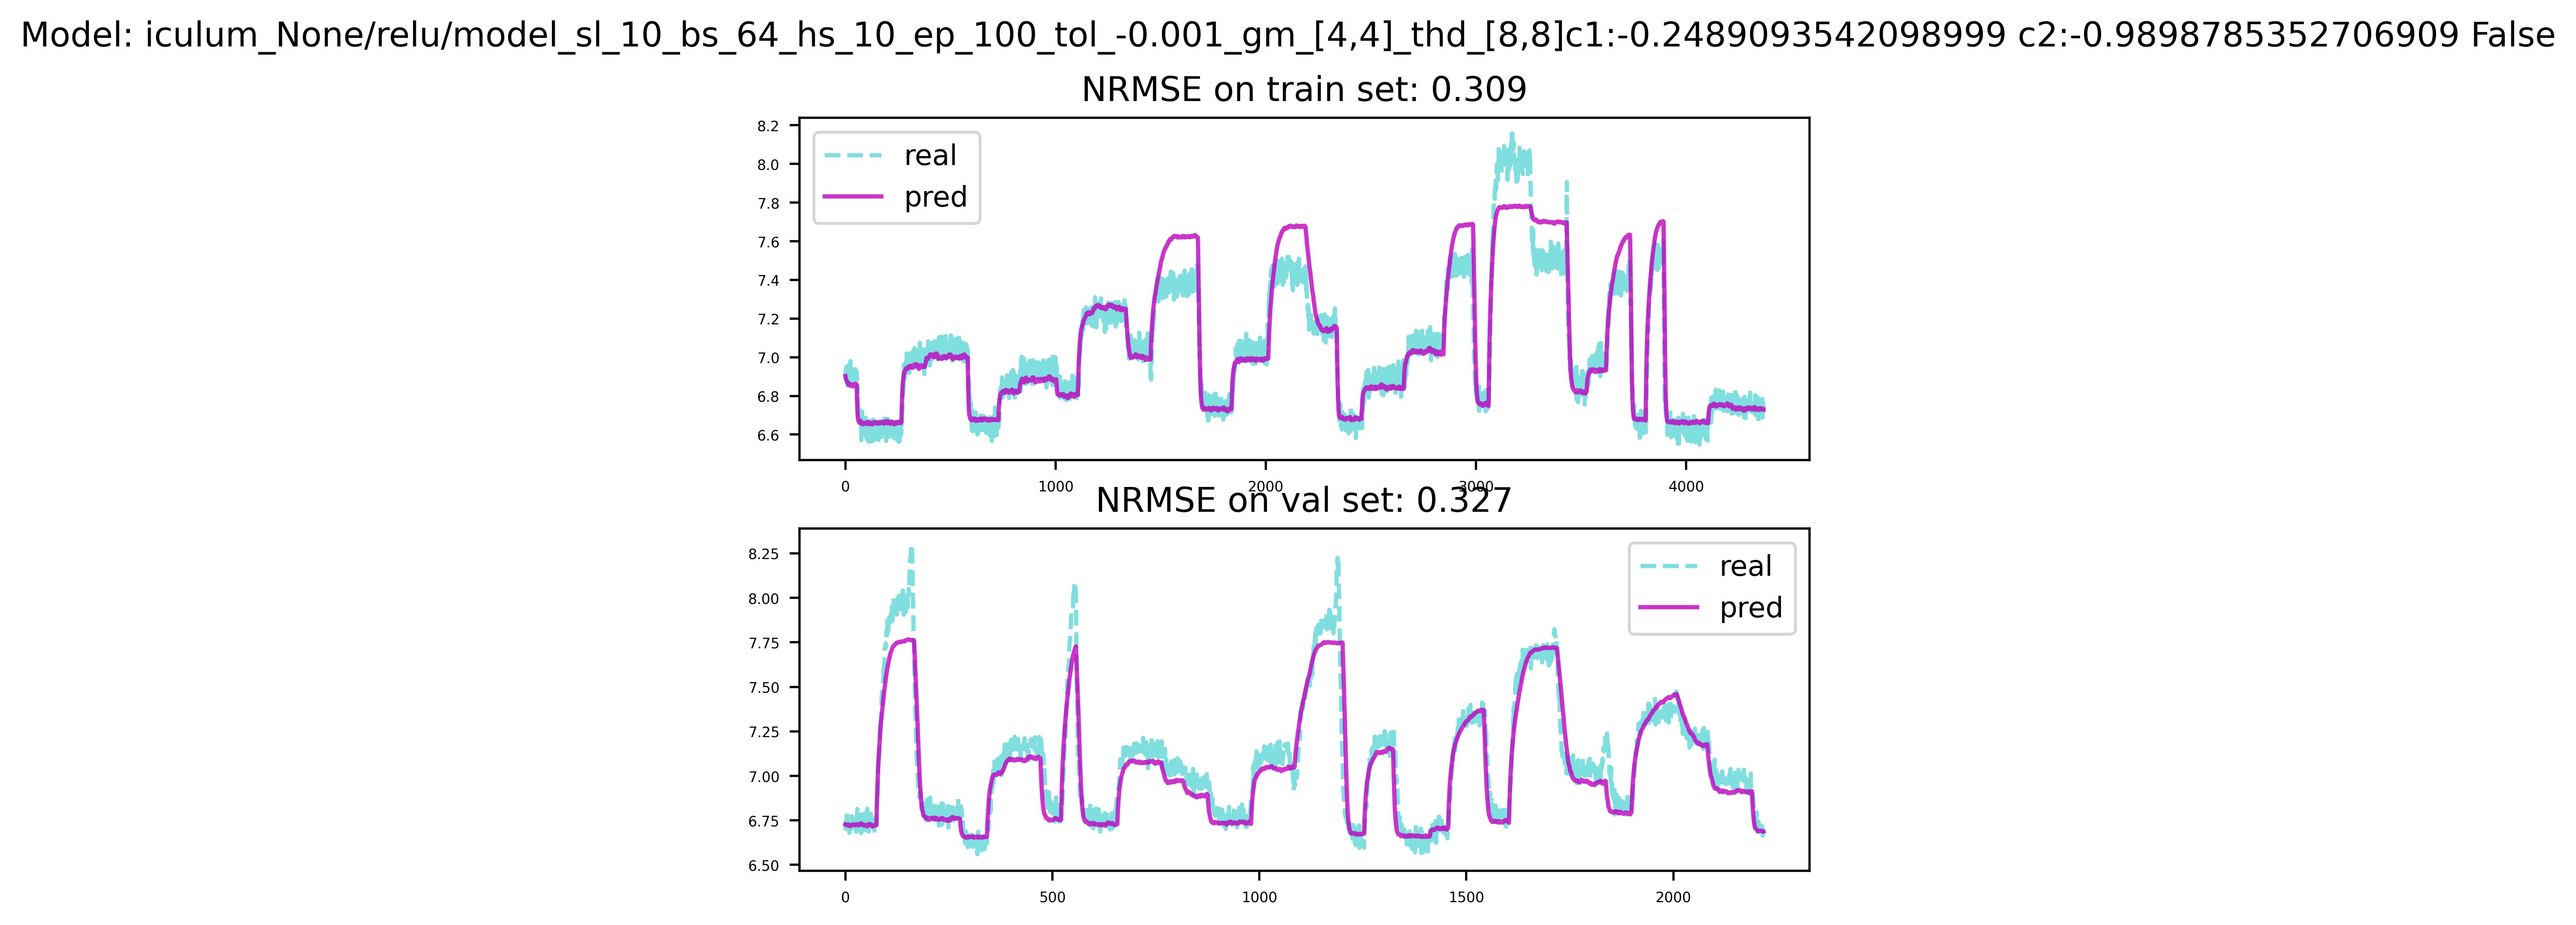 Model: iculum_None/relu/model_sl_10_bs_64_hs_10_ep_100_tol_-0.001_gm_[4,4]_thd_[8,8]c1:-0.2489093542098999 c2:-0.9898785352706909 False
NRMSE on train set: 0.309
real
pred
8.2
8.0
7.8
7.6
7.4
7.2
7.0
6.8
6.6
0 1000 2000 3000 4000
NRMSE on val set: 0.327
real
pred
8.25
8.00
7.75
7.50
7.25
7.00
6.75
6.50
0 500 1000 1500 2000